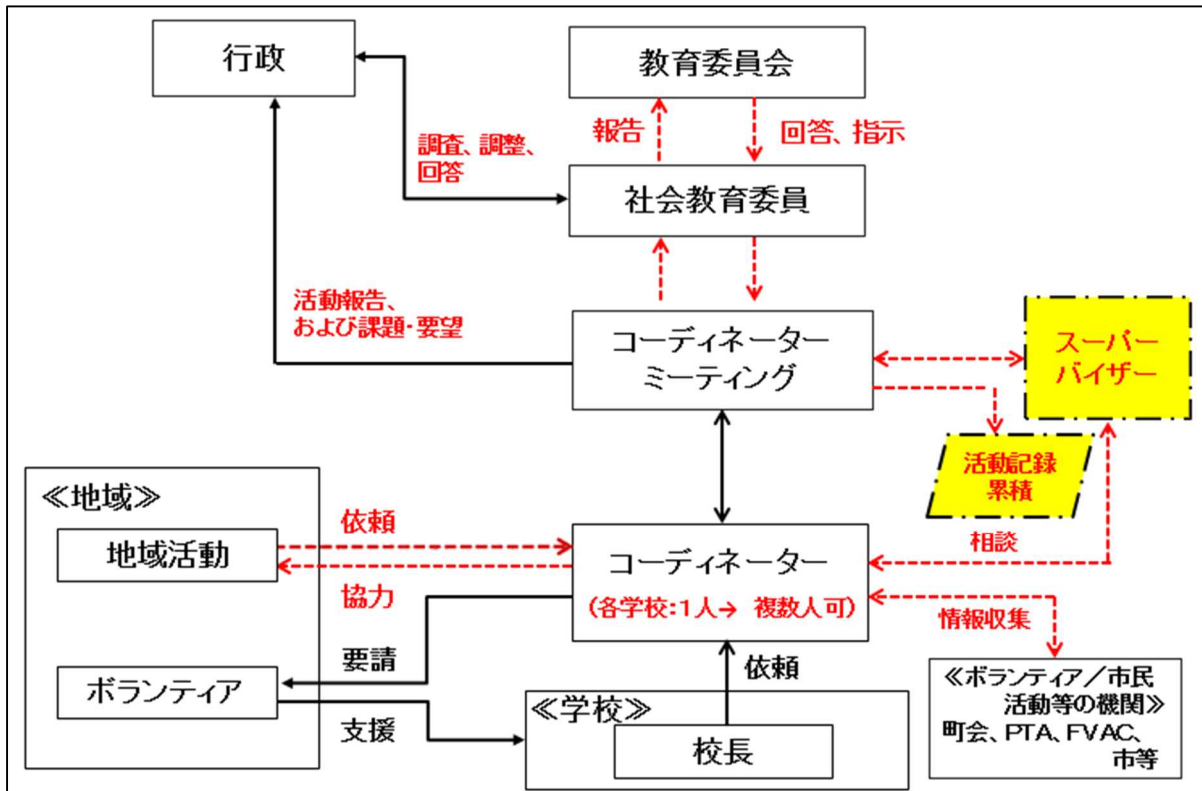 行政
教育委員会
報告
回答、指示
調査、調整、
回答
社会教育委員
活動報告、
および課題・要望
コーディネーター
ミーティング
スーパー
バイザー
活動記録
累積
≪地域≫
地域活動
依頼
協力
コーディネーター
(各学校:1人→ 複数人可)
相談
情報収集
要請
ボランティア
支援
依頼
≪学校≫
校長
≪ボランティア/市民
活動等の機関≫
町会、PTA、FVAC、
市等